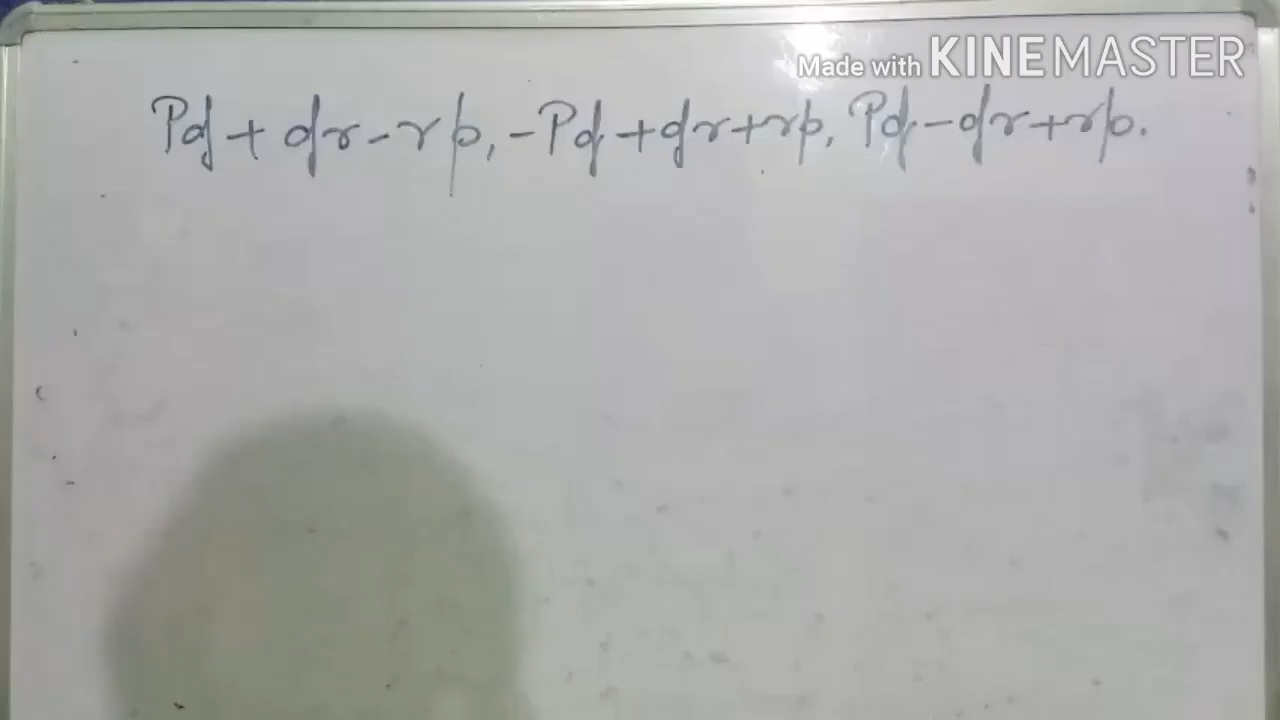 Made with KINEMASTER
Pq + qr - rp, -Pq + qr + rp, Pq - qr + rp.